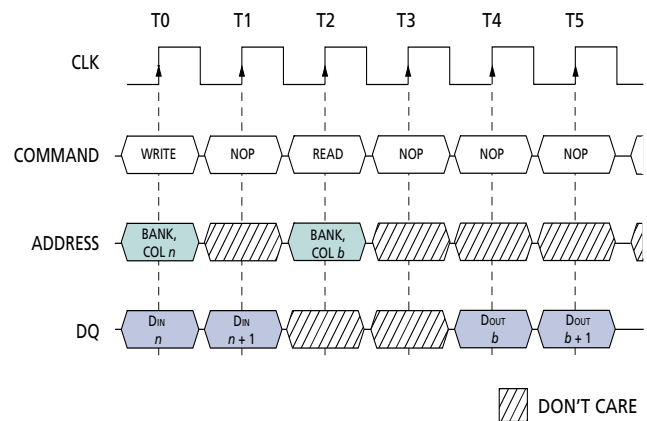 T0 T1 T2 T3 T4 T5
CLK
COMMAND WRITE NOP READ NOP NOP NOP
ADDRESS BANK, COL n BANK, COL b
DQ DIN n DIN n + 1 DOUT b DOUT b + 1
DON'T CARE